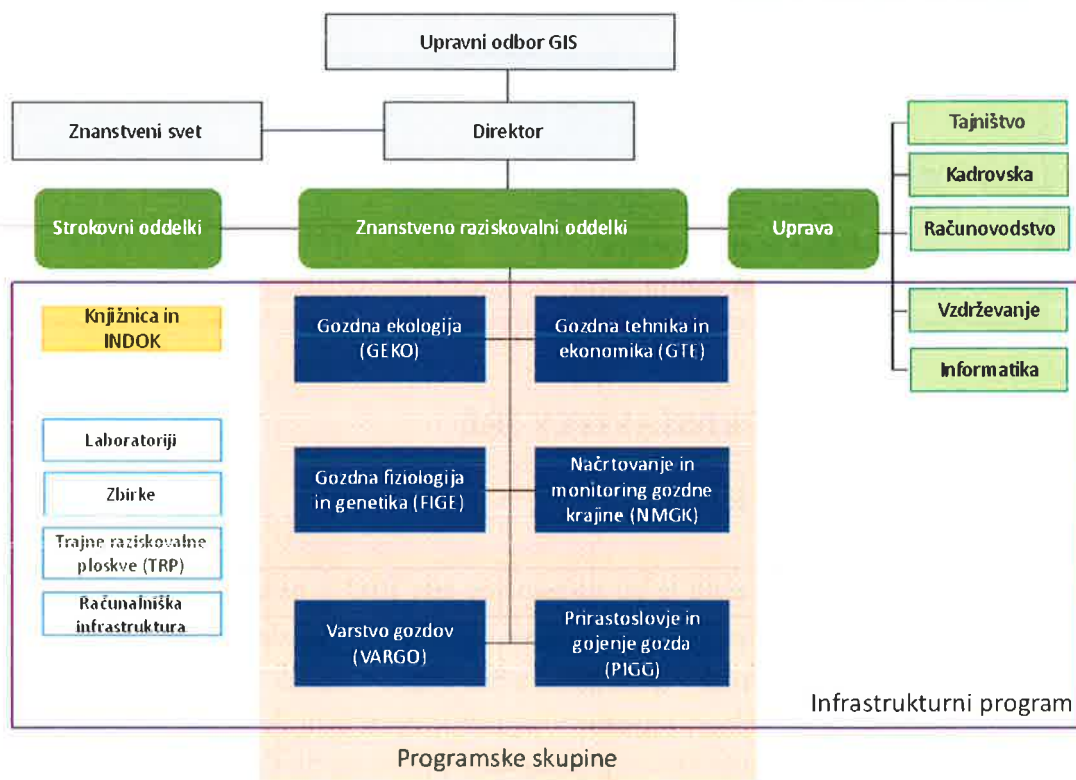 Upravni odbor GIS
Znanstveni svet
Direktor
Strokovni oddelki
Znanstveno raziskovalni oddelki
Uprava
Tajništvo
Kadrovska
Računovodstvo
Vzdrževanje
Informatika
Knjižnica in
INDOK
Laboratoriji
Zbirke
Trajne raziskovalne
ploskve (TRP)
Računalniška
infrastruktura
Gozdna ekologija
(GEKO)
Gozdna tehnika in
ekonomika (GTE)
Gozdna fiziologija
in genetika (FIGE)
Načrtovanje in
monitoring gozdne
krajine (NMGK)
Varstvo gozdov
(VARGO)
Prirastoslovje in
gojenje gozda
(PIGG)
Infrastrukturni program
Programske skupine